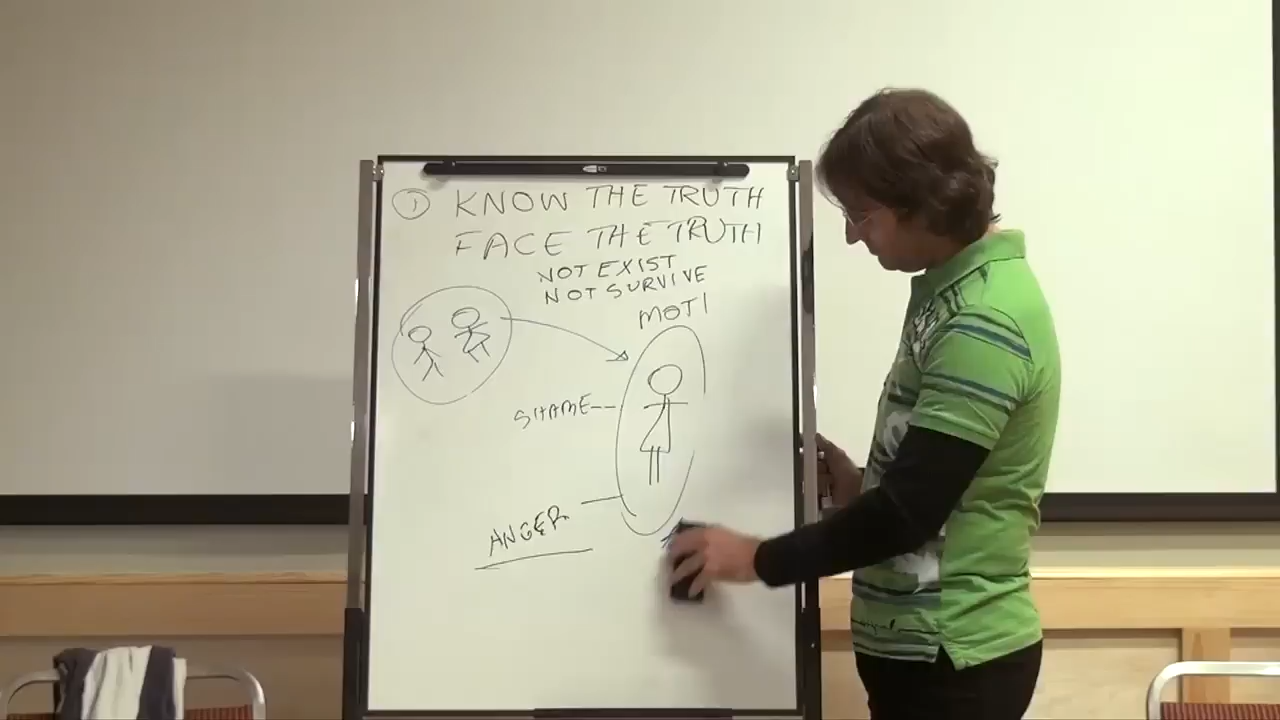 ① KNOW THE TRUTH
FACE THE TRUTH
NOT EXIST
NOT SURVIVE
MOTI
SHAME
ANGER